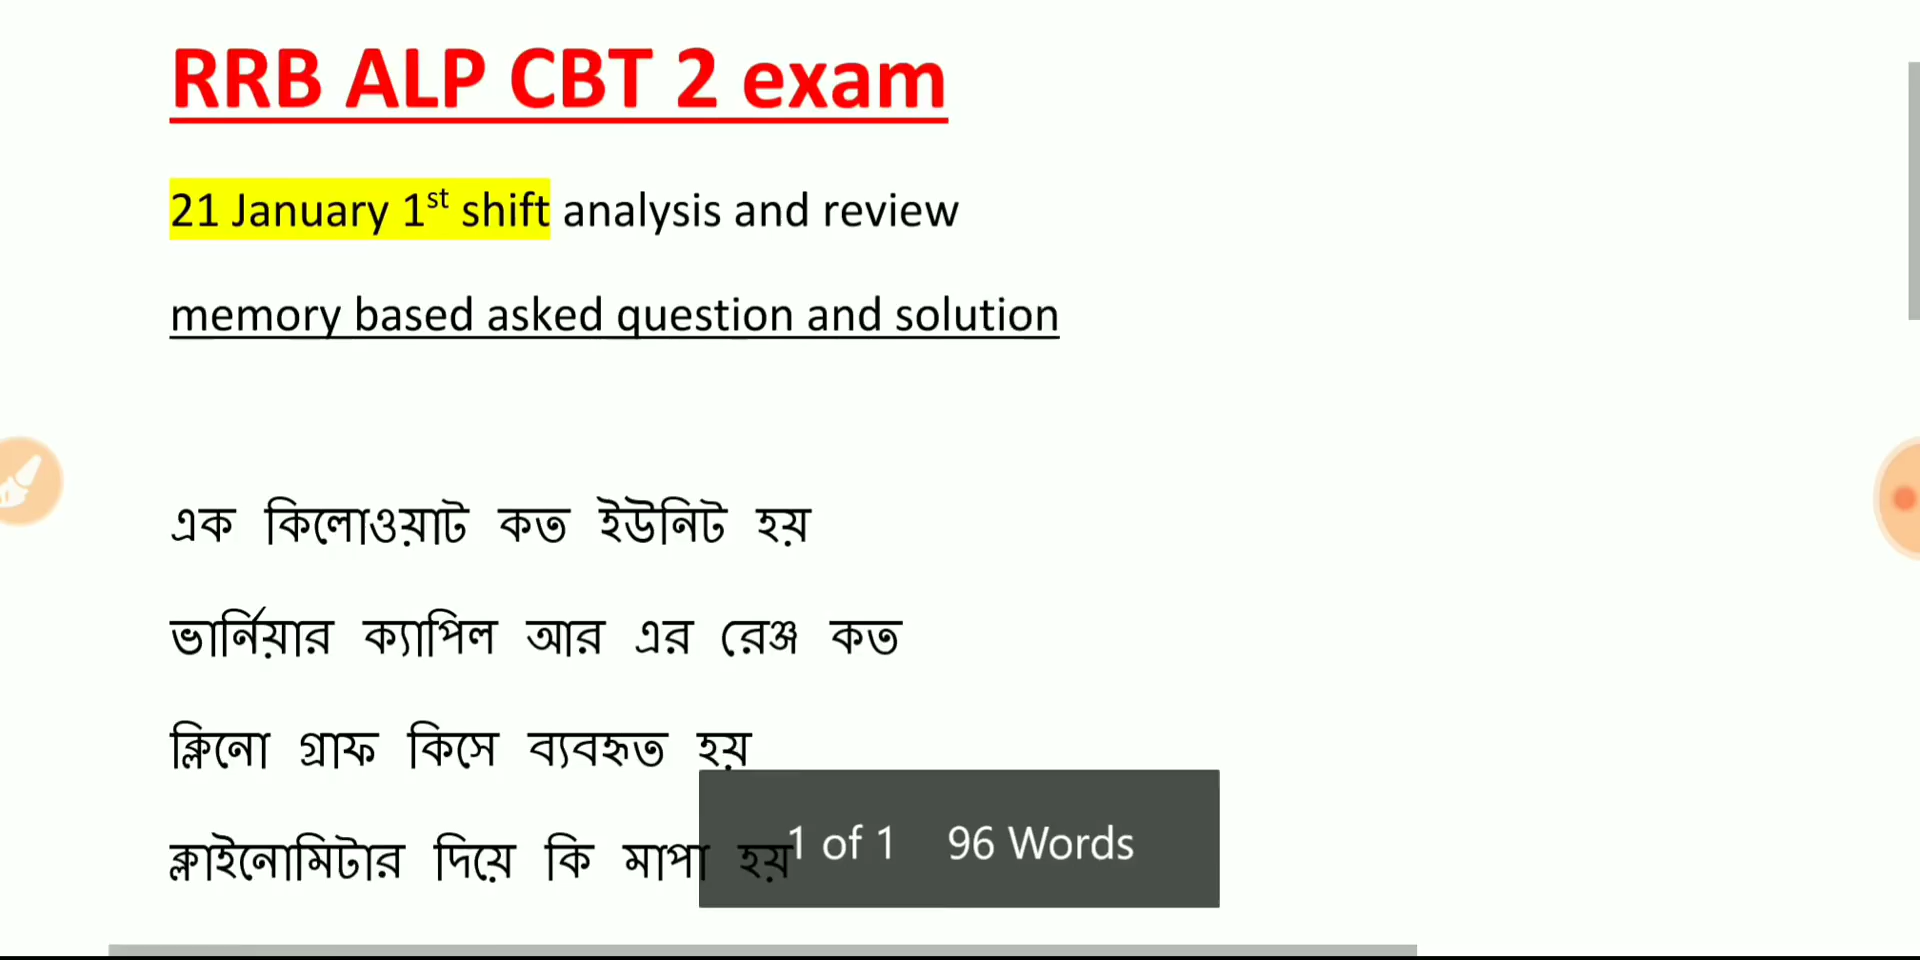 RRB ALP CBT 2 exam
21 January 1st shift analysis and review
memory based asked question and solution
এক কিলোওয়াট কত ইউনিট হয়
ভার্নিয়ার ক্যাপিল আর এর রেঞ্জ কত
ক্লিনো গ্রাফ কিসে ব্যবহৃত হয়
ক্লাইনোমিটার দিয়ে কি মাপা হয়
1 of 1 96 Words